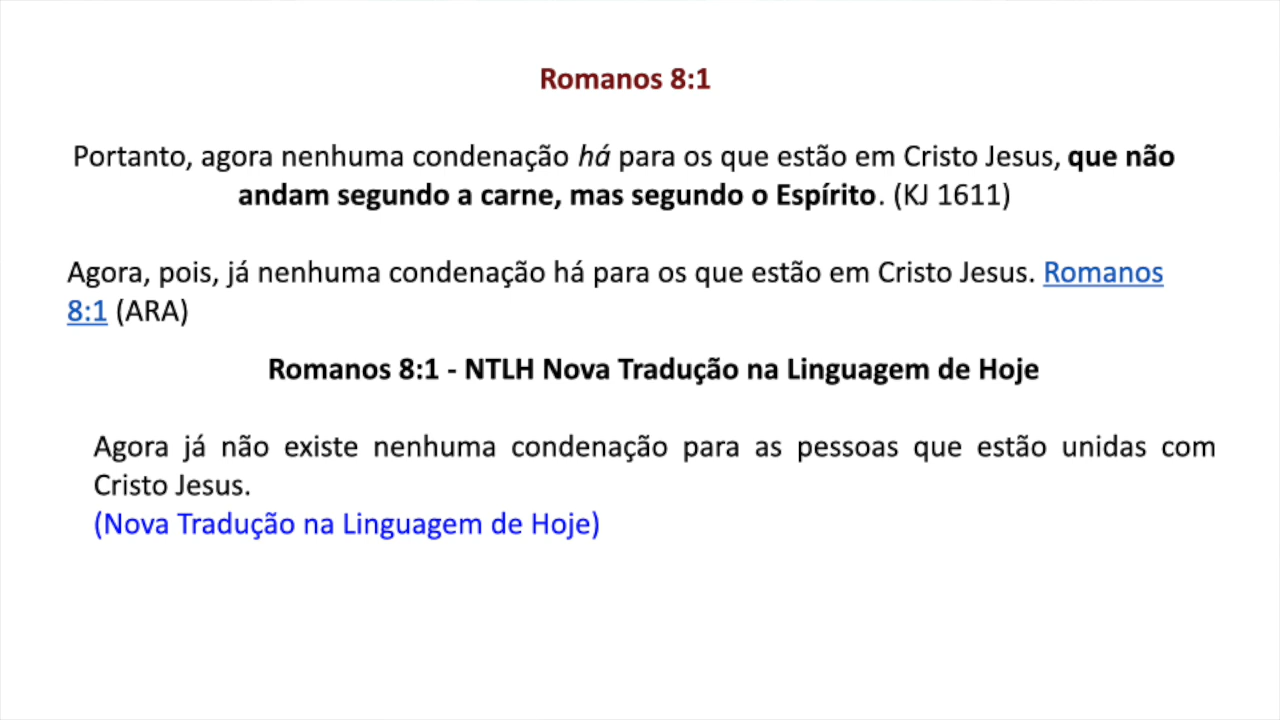 Romanos 8:1
Portanto, agora nenhuma condenação há para os que estão em Cristo Jesus, que não
andam segundo a carne, mas segundo o Espírito. (KJ 1611)
Agora, pois, já nenhuma condenação há para os que estão em Cristo Jesus. Romanos
8:1 (ARA)
Romanos 8:1 - NTLH Nova Tradução na Linguagem de Hoje
Agora já não existe nenhuma condenação para as pessoas que estão unidas com
Cristo Jesus.
(Nova Tradução na Linguagem de Hoje)